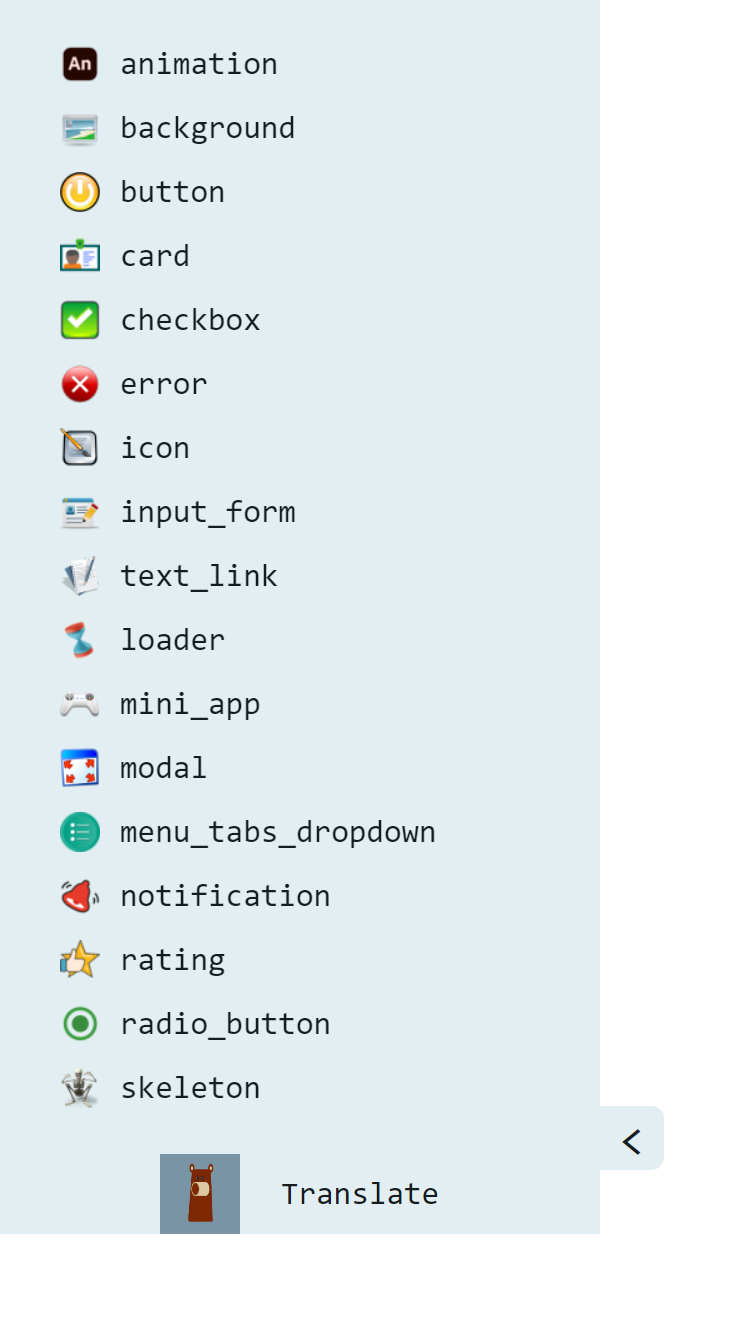 An animation
background
button
card
checkbox
error
icon
input_form
text_link
loader
mini_app
modal
menu_tabs_dropdown
notification
rating
radio_button
skeleton
<
Translate